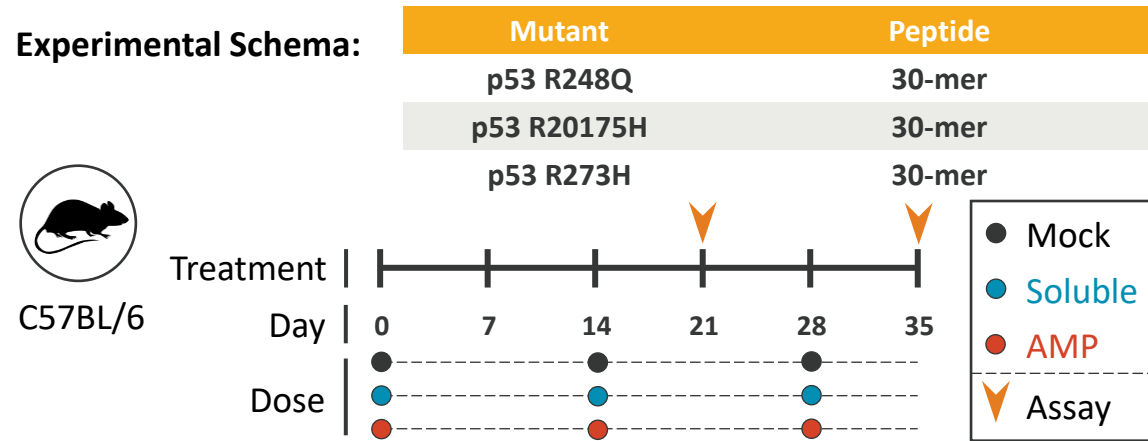 Experimental Schema:
Mutant Peptide
p53 R248Q 30-mer
p53 R20175H 30-mer
p53 R273H 30-mer
C57BL/6
Treatment
Day 0 7 14 21 28 35
Dose
Mock
Soluble
AMP
Assay